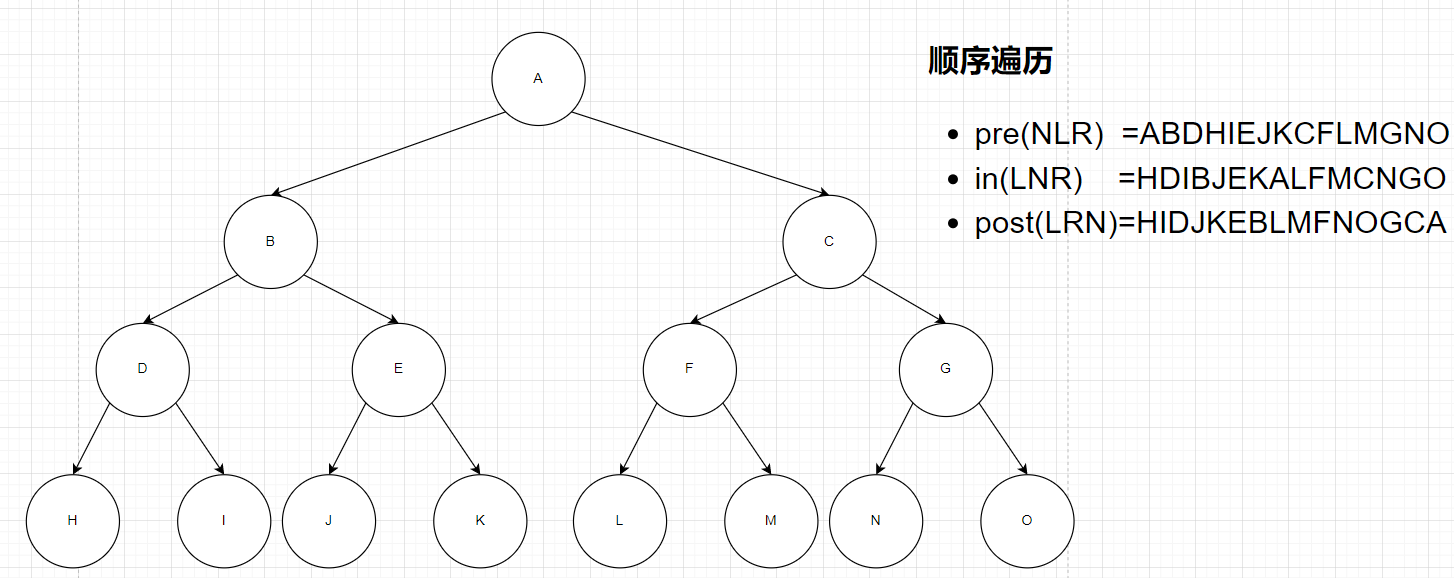 顺序遍历
pre(NLR) =ABDHIEJKCFLMGNO
in(LNR) =HDIBJEKALFMCNGO
post(LRN)=HIDJKEBLMFNOGCA
A
B
C
D
E
F
G
H
I
J
K
L
M
N
O